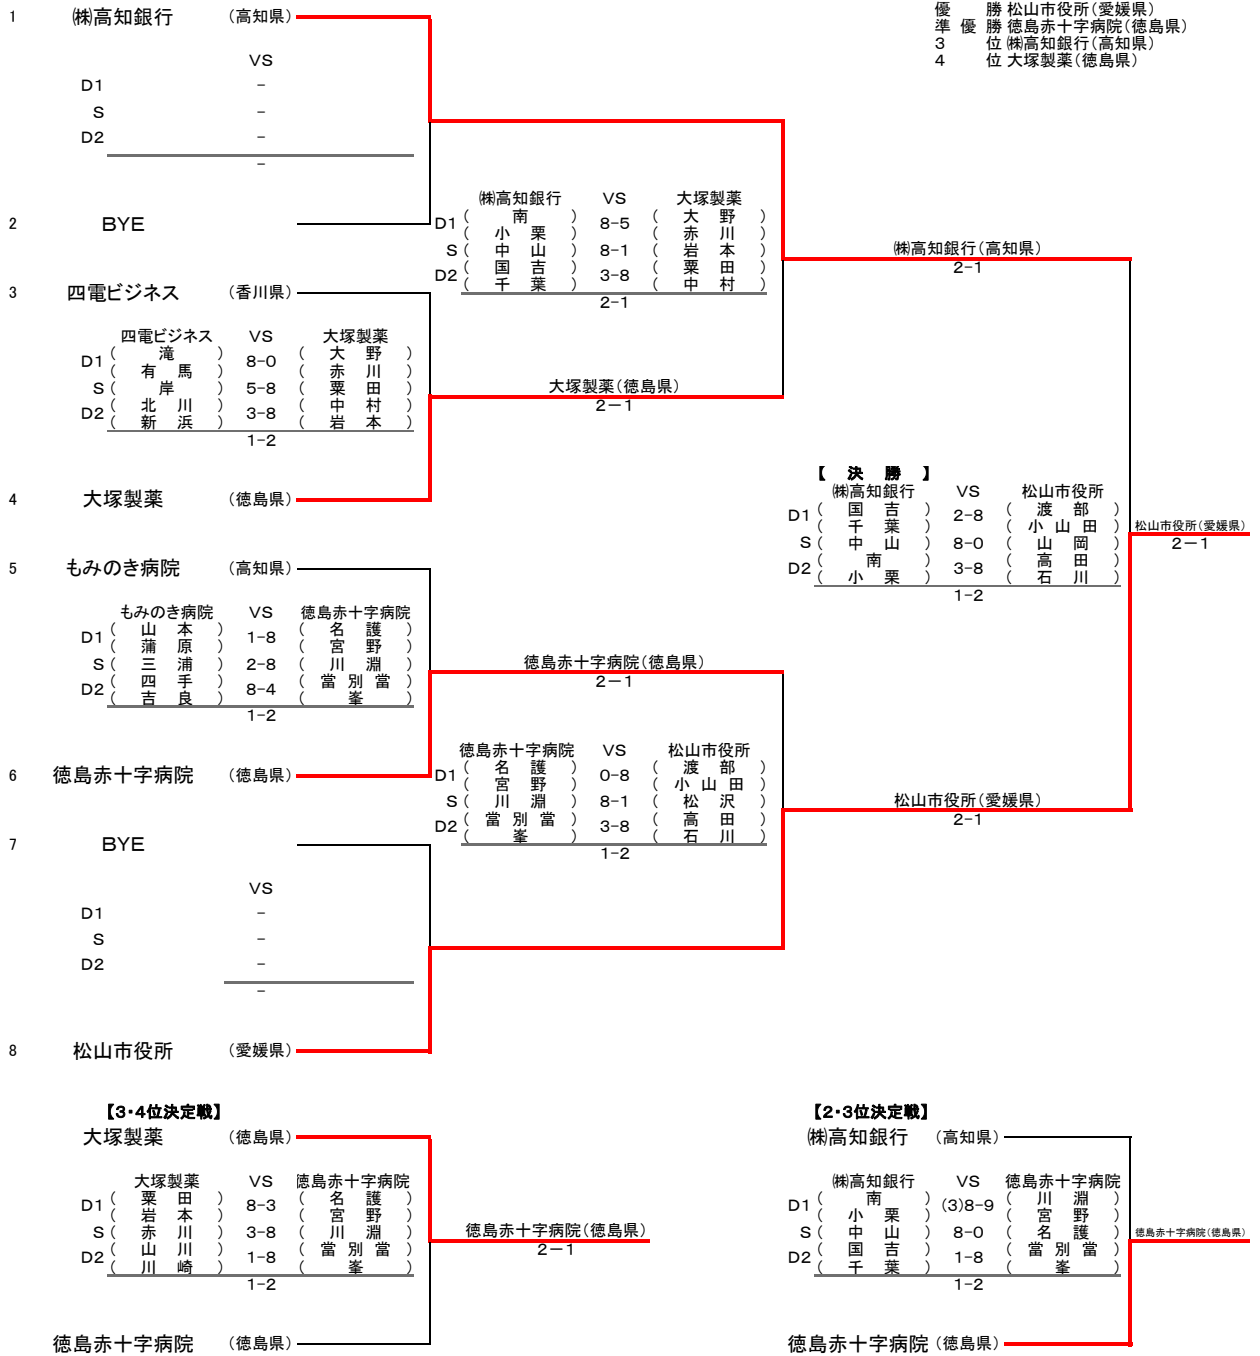 優　勝 松山市役所(愛媛県)
準 優 勝 徳島赤十字病院(徳島県)
3　位 ㈱高知銀行(高知県)
4　位 大塚製薬(徳島県)
1 ㈱高知銀行 (高知県)
VS
D1 -
S -
D2 -
-
2 BYE
㈱高知銀行 VS 大塚製薬
D1 (南) 8-5 (大野)
(小栗) (赤川)
S (中山) 8-1 (岩本)
D2 (国吉) 3-8 (粟田)
(千葉) (中村)
2-1
㈱高知銀行(高知県)
2-1
3 四電ビジネス (香川県)
四電ビジネス VS 大塚製薬
D1 (滝) 8-0 (大野)
(有馬) (赤川)
S (岸) 5-8 (粟田)
D2 (北川) 3-8 (中村)
(新浜) (岩本)
1-2
大塚製薬(徳島県)
2-1
4 大塚製薬 (徳島県)
【 決 勝 】
㈱高知銀行 VS 松山市役所
D1 (国吉) 2-8 (渡部)
(千葉) (小山田)
S (中山) 8-0 (山岡)
D2 (南) 3-8 (高田)
(小栗) (石川)
1-2
松山市役所(愛媛県)
2-1
5 もみのき病院 (高知県)
もみのき病院 VS 徳島赤十字病院
D1 (山本) 1-8 (名護)
(蒲原) (宮野)
S (三浦) 2-8 (川淵)
D2 (四手) 8-4 (當別當)
(吉良) (峯)
1-2
徳島赤十字病院(徳島県)
2-1
6 徳島赤十字病院 (徳島県)
徳島赤十字病院 VS 松山市役所
D1 (名護) 0-8 (渡部)
(宮野) (小山田)
S (川淵) 8-1 (松沢)
D2 (當別當) 3-8 (高田)
(峯) (石川)
1-2
松山市役所(愛媛県)
2-1
7 BYE
VS
D1 -
S -
D2 -
-
8 松山市役所 (愛媛県)
【3・4位決定戦】
大塚製薬 (徳島県)
大塚製薬 VS 徳島赤十字病院
D1 (粟田) 8-3 (名護)
(岩本) (宮野)
S (赤川) 3-8 (川淵)
D2 (山川) 1-8 (當別當)
(川崎) (峯)
1-2
徳島赤十字病院(徳島県)
2-1
徳島赤十字病院 (徳島県)
【2・3位決定戦】
㈱高知銀行 (高知県)
㈱高知銀行 VS 徳島赤十字病院
D1 (南) (3)8-9 (川淵)
(小栗) (宮野)
S (中山) 8-0 (名護)
D2 (国吉) 1-8 (當別當)
(千葉) (峯)
1-2
徳島赤十字病院(徳島県)
徳島赤十字病院 (徳島県)